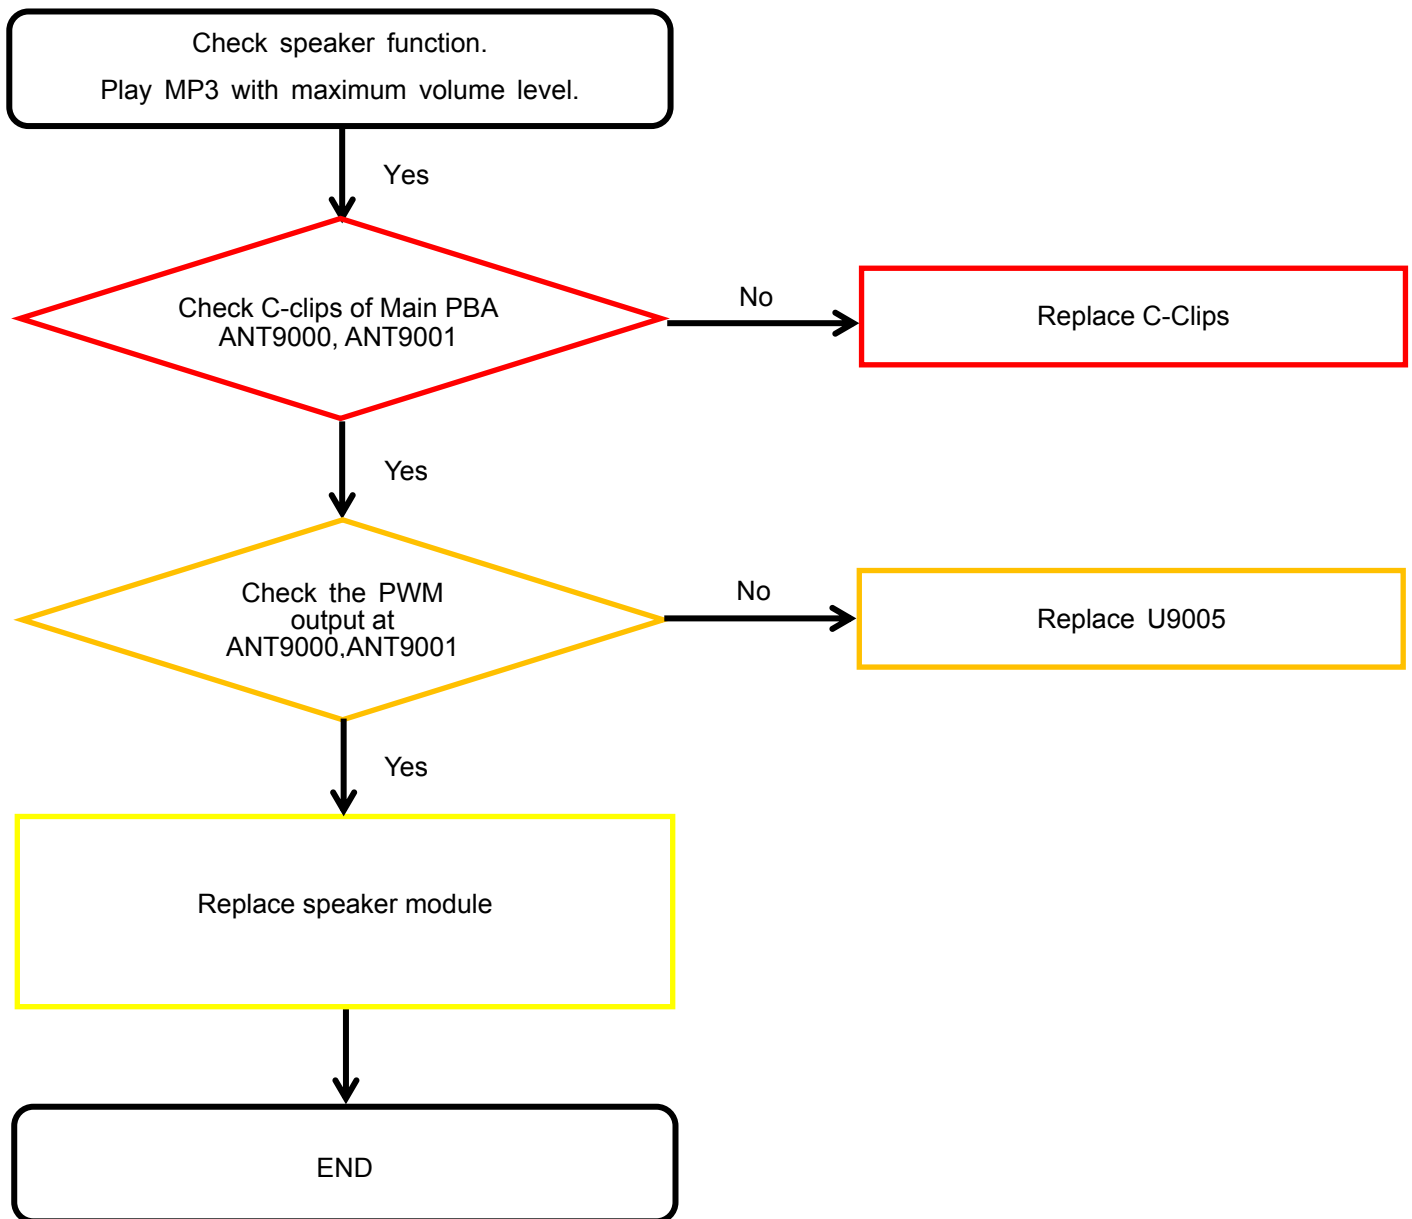 Check speaker function.
Play MP3 with maximum volume level.
Yes
Check C-clips of Main PBA
ANT9000, ANT9001
No
Replace C-Clips
Yes
Check the PWM
output at
ANT9000,ANT9001
No
Replace U9005
Yes
Replace speaker module
END